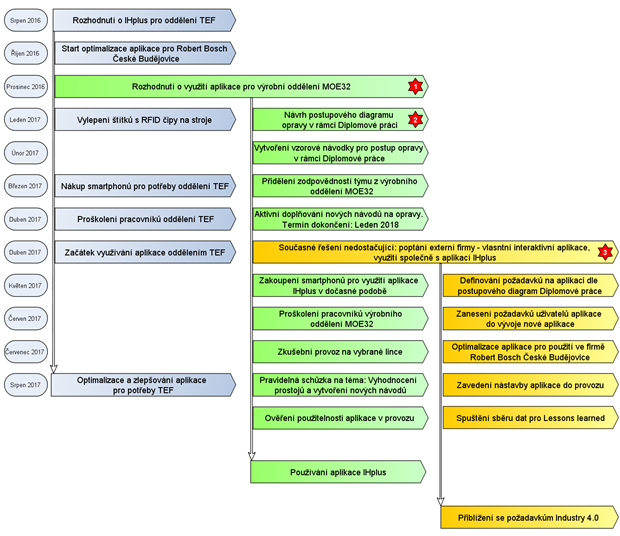 Srpen 2016
Rozhodnutí o IHplus pro oddělení TEF
Říjen 2016
Start optimalizace aplikace pro Robert Bosch
České Budějovice
Prosinec 2016
Rozhodnutí o využití aplikace pro výrobní oddělení MOE32
1
Leden 2017
Vylepení štítků s RFID čipy na stroje
Návrh postupového diagramu
opravy v rámci Diplomové práci
2
Únor 2017
Vytvoření vzorové návodky pro postup opravy
v rámci Diplomové práce
Březen 2017
Nákup smartphonů pro potřeby oddělení TEF
Přidělení zodpovědností týmu z výrobního
oddělení MOE32
Duben 2017
Proškolení pracovníků oddělení TEF
Aktivní doplňování nových návodů na opravy.
Termín dokončení: Leden 2018
Duben 2017
Začátek využívání aplikace oddělením TEF
Současné řešení nedostačující: poptání externí firmy - vlasntní interaktivní aplikace,
využití společně s aplikací IHplus
3
Květen 2017
Zakoupení smartphonů pro využití aplikace
IHplus v dočasné podobě
Definování požadavků na aplikaci dle
postupového diagram Diplomové práce
Červen 2017
Proškolení pracovníků výrobního
oddělení MOE32
Zanesení požadavků uživatelů aplikace
do vývoje nové aplikace
Červenec 2017
Zkušební provoz na vybrané lince
Optimalizace aplikace pro použití ve firmě
Robert Bosch České Budějovice
Srpen 2017
Optimalizace a zlepšování aplikace
pro potřeby TEF
Pravidelná schůzka na téma: Vyhodnocení
prostojů a vytvoření nových návodů
Zavedení nástavby aplikace do provozu
Ověření použitelnosti aplikace v provozu
Spuštění sběru dat pro Lessons learned
Používání aplikace IHplus
Přiblížení se požadavkům Industry 4.0